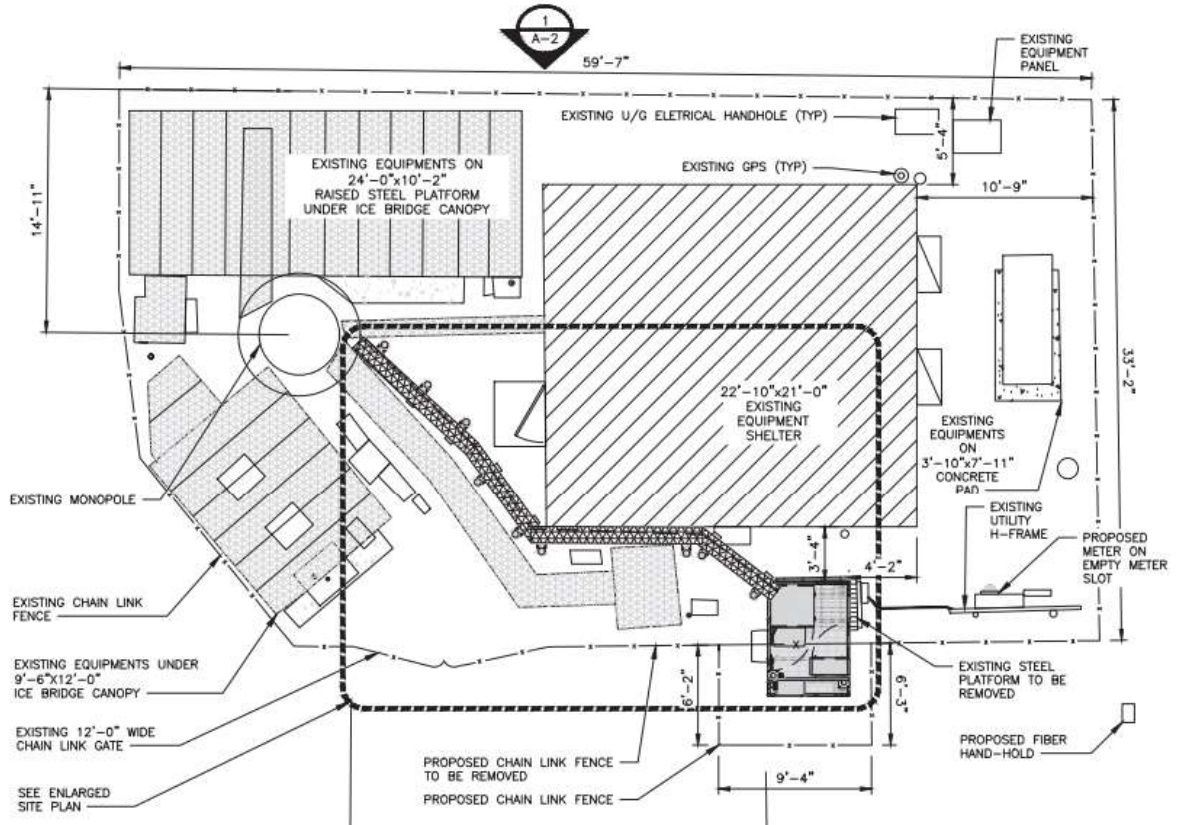 1
A-2
59'-7"
EXISTING
EQUIPMENT
PANEL
EXISTING U/G ELETRICAL HANDHOLE (TYP)
5'-4"
EXISTING GPS (TYP)
10'-9"
14'-11"
EXISTING EQUIPMENTS ON
24'-0"x10'-2"
RAISED STEEL PLATFORM
UNDER ICE BRIDGE CANOPY
33'-2"
22'-10"x21'-0"
EXISTING
EQUIPMENT
SHELTER
EXISTING
EQUIPMENTS
ON
3'-10"x7'-11"
CONCRETE
PAD
EXISTING MONOPOLE
EXISTING
UTILITY
H-FRAME
PROPOSED
METER ON
EMPTY METER
SLOT
3'-4"
4'-2"
EXISTING CHAIN LINK
FENCE
EXISTING EQUIPMENTS UNDER
9'-6"X12'-0"
ICE BRIDGE CANOPY
EXISTING STEEL
PLATFORM TO BE
REMOVED
6'-2"
6'-3"
EXISTING 12'-0" WIDE
CHAIN LINK GATE
PROPOSED CHAIN LINK FENCE
TO BE REMOVED
PROPOSED FIBER
HAND-HOLD
9'-4"
SEE ENLARGED
SITE PLAN
PROPOSED CHAIN LINK FENCE